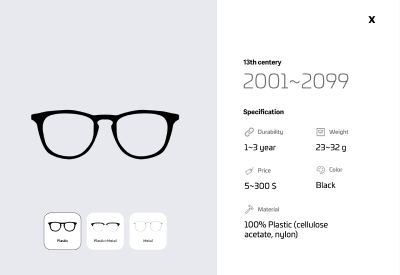 X
13th centery
2001~2099
Specification
Durability
Weight
1~3 year
23~32 g
Price
Color
5~300 S
Black
Material
100% Plastic (cellulose
acetate, nylon)
Plastic
Plastic+Metal
Metal